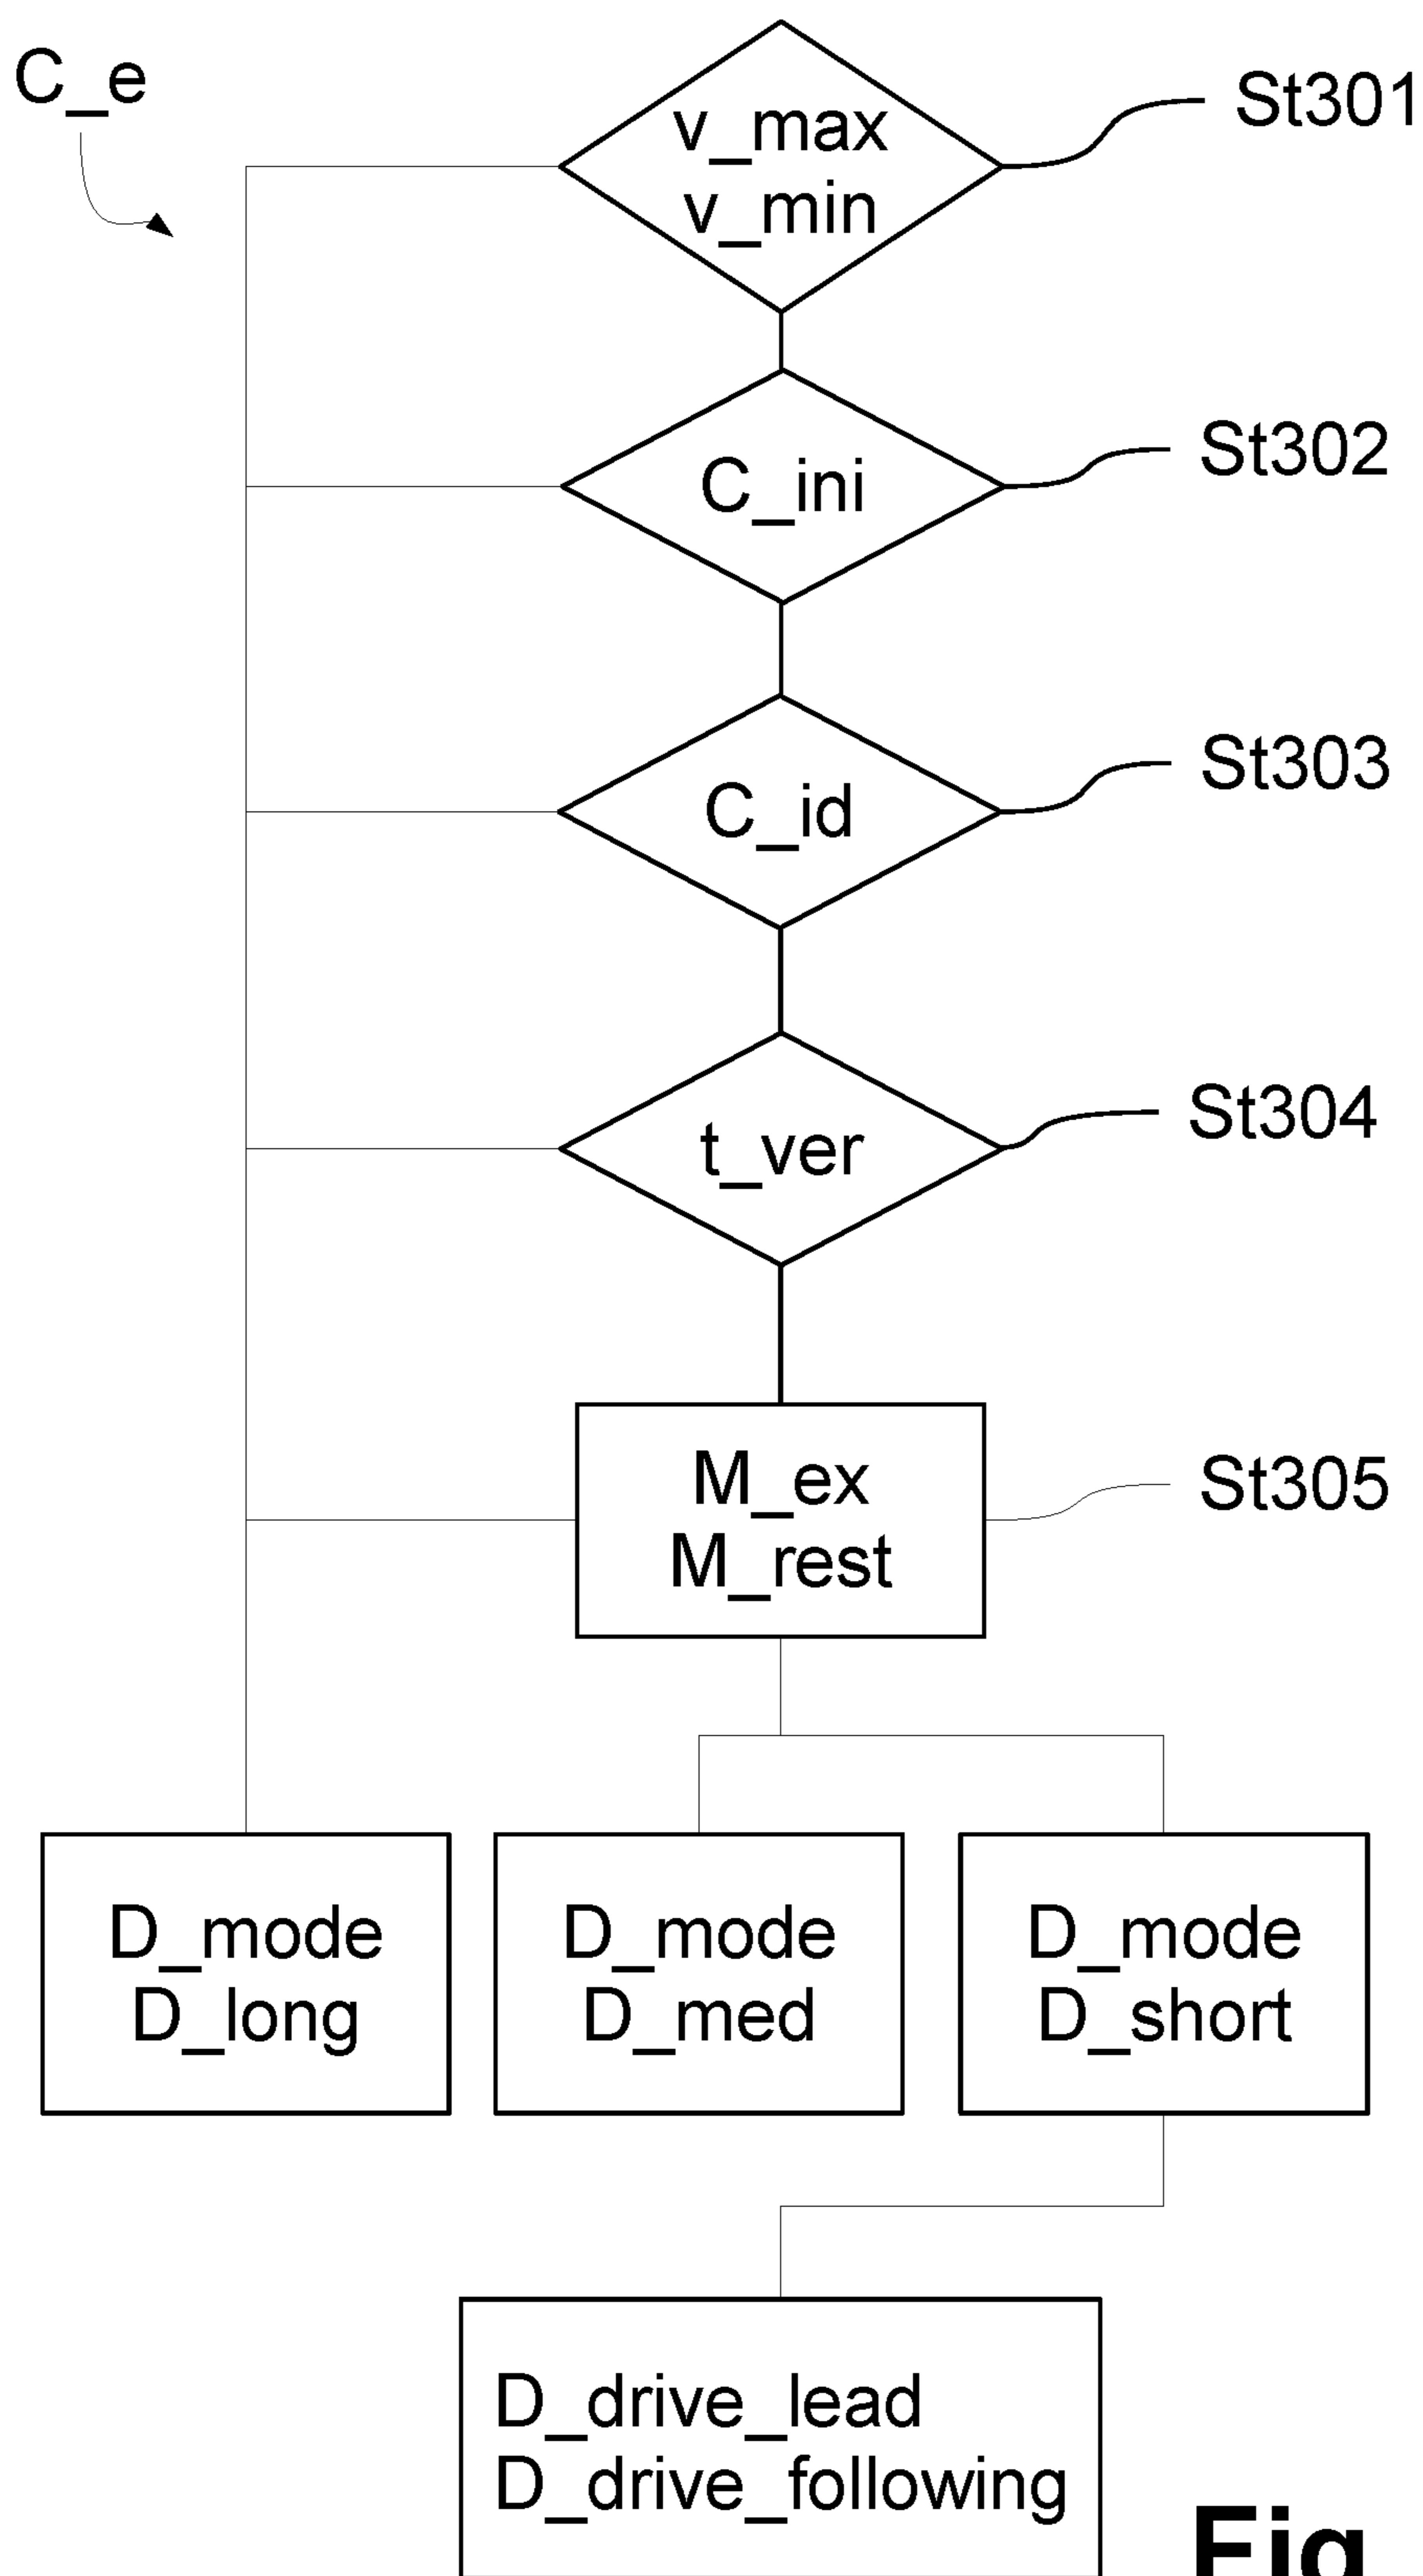 C_e
v_max
v_min
St301
C_ini
St302
C_id
St303
t_ver
St304
M_ex
M_rest
St305
D_mode
D_long
D_mode
D_med
D_mode
D_short
D_drive_lead
D_drive_following
Fig